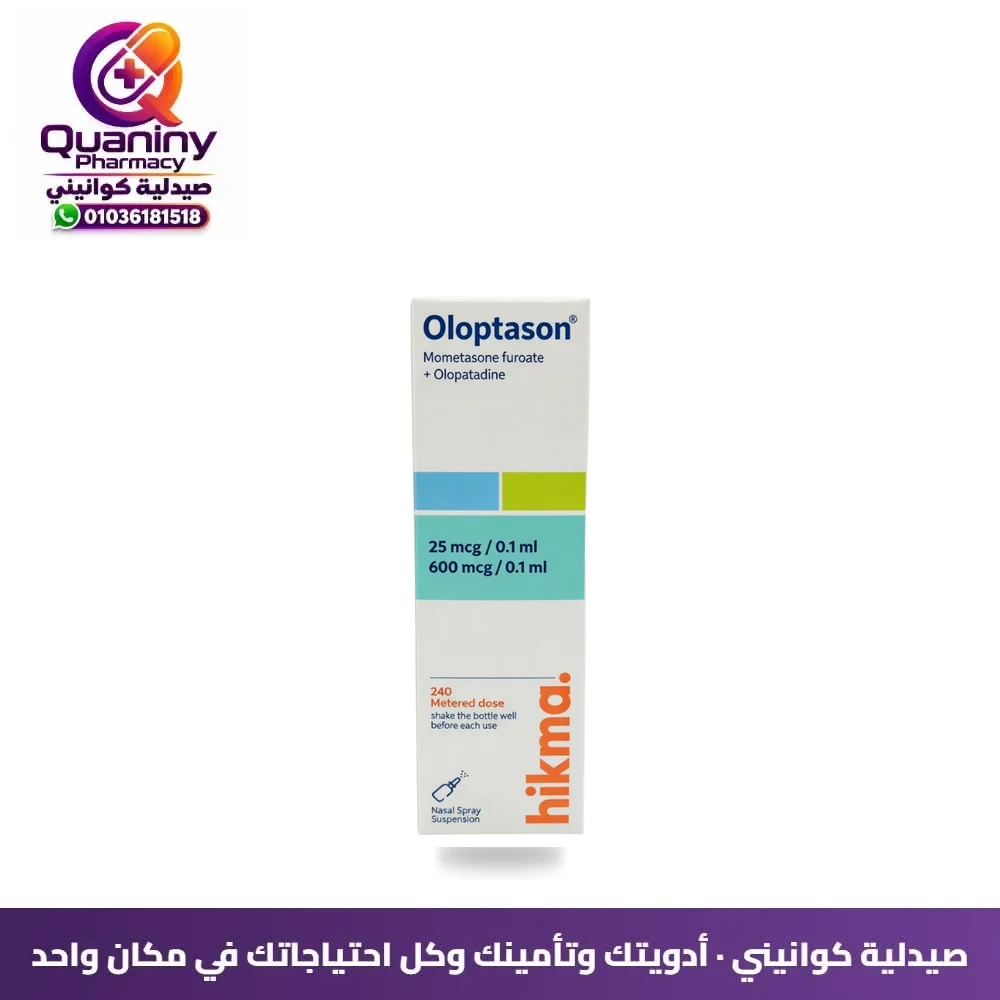 Quaniny
Pharmacy
صيدلية كوانيني
01036181518
Oloptason®
Mometasone furoate
+ Olopatadine
25 mcg / 0.1 ml
600 mcg / 0.1 ml
240
Metered dose
shake the bottle well
before each use
hikma.
Nasal Spray
Suspension
صيدلية كوانيني · أدويتك وتأمينك وكل احتياجاتك في مكان واحد